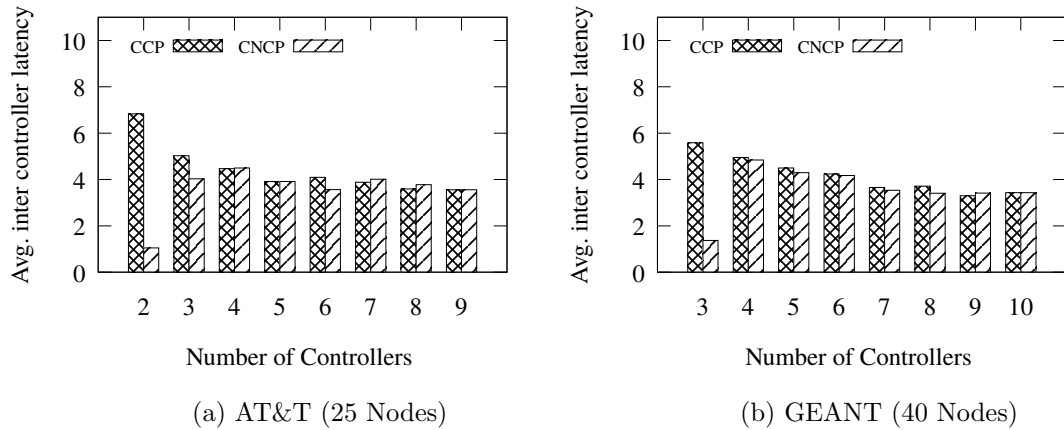 Avg. inter controller latency
10
8
6
4
2
0
CCP CNCP
2 3 4 5 6 7 8 9
Number of Controllers
(a) AT&T (25 Nodes)
Avg. inter controller latency
10
8
6
4
2
0
CCP CNCP
3 4 5 6 7 8 9 10
Number of Controllers
(b) GEANT (40 Nodes)